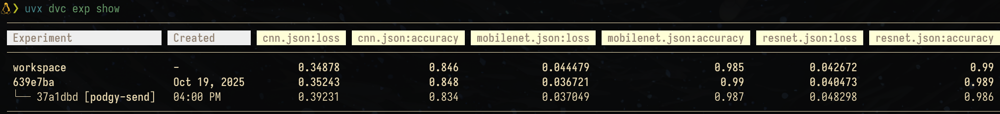 ❯ uvx dvc exp show
Experiment Created cnn.json:loss cnn.json:accuracy mobilenet.json:loss mobilenet.json:accuracy resnet.json:loss resnet.json:accuracy
workspace - 0.34878 0.846 0.044479 0.985 0.042672 0.99
639e7ba Oct 19, 2025 0.35243 0.848 0.036721 0.99 0.040473 0.989
└── 37a1dbd [podgy-send] 04:00 PM 0.39231 0.834 0.037049 0.987 0.048298 0.986